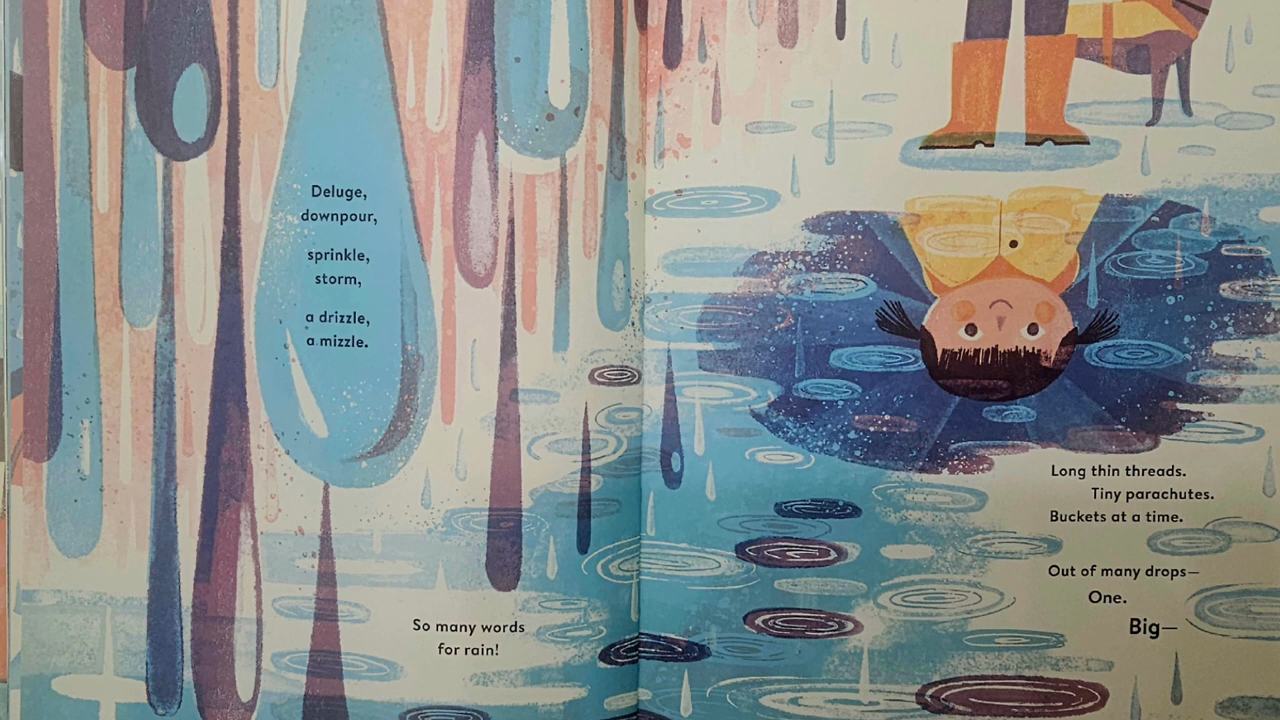 Deluge,
downpour,
sprinkle,
storm,
a drizzle,
a mizzle.
So many words
for rain!
Long thin threads.
Tiny parachutes.
Buckets at a time.
Out of many drops—
One.
Big—